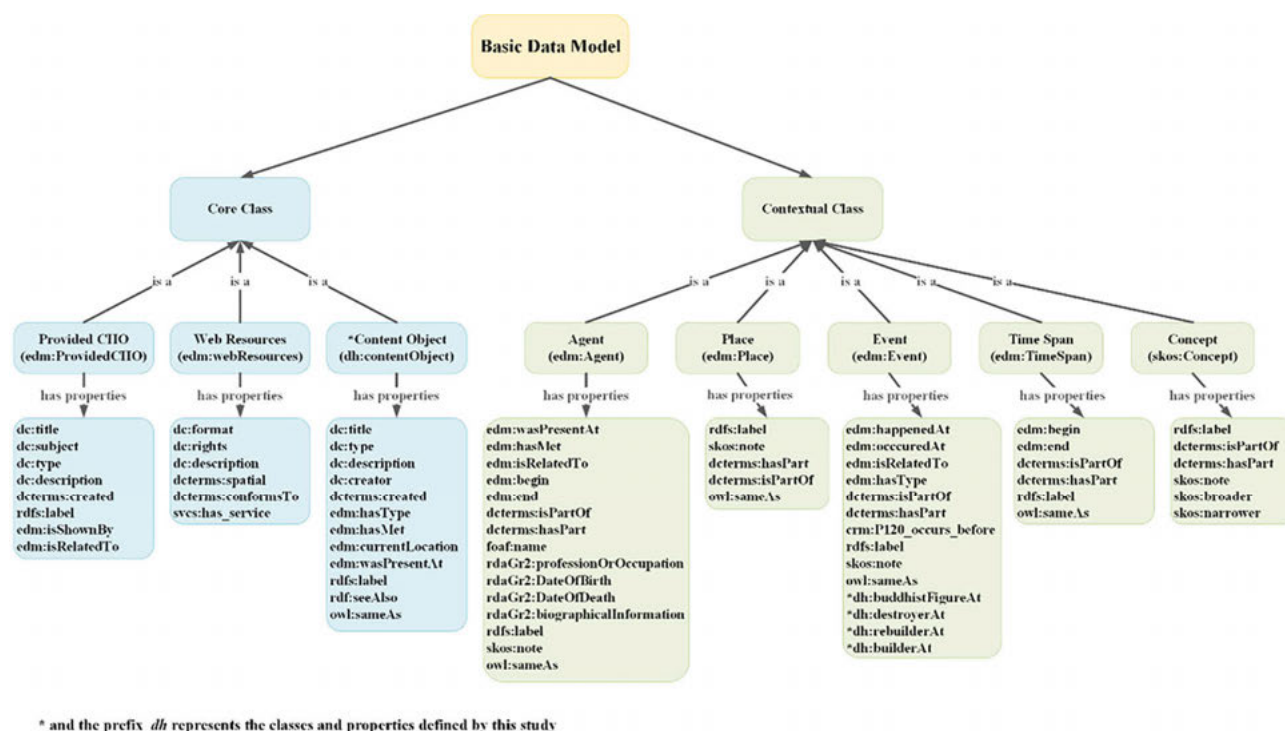 Basic Data Model
Core Class
Contextual Class
is a
is a
is a
is a
is a
is a
is a
is a
Provided CHO
(edm:ProvidedCHO)
Web Resources
(edm:webResources)
*Content Object
(dh:contentObject)
Agent
(edm:Agent)
Place
(edm:Place)
Event
(edm:Event)
Time Span
(edm:TimeSpan)
Concept
(skos:Concept)
has properties
has properties
has properties
has properties
has properties
has properties
has properties
has properties
dc:title
dc:subject
dc:type
dc:description
dcterms:created
rdfs:label
edm:isShownBy
edm:isRelatedTo
dc:format
dc:rights
dc:description
dcterms:spatial
dcterms:conformsTo
svcs:has_service
dc:title
dc:type
dc:description
dc:creator
dcterms:created
edm:hasType
edm:hasMet
edm:currentLocation
edm:wasPresentAt
rdfs:label
rdf:seeAlso
owl:sameAs
edm:wasPresentAt
edm:hasMet
edm:isRelatedTo
edm:begin
edm:end
dcterms:isPartOf
dcterms:hasPart
foaf:name
rdaGr2:professionOrOccupation
rdaGr2:DateOfBirth
rdaGr2:DateOfDeath
rdaGr2:biographicalInformation
rdfs:label
skos:note
owl:sameAs
rdfs:label
skos:note
dcterms:hasPart
dcterms:isPartOf
owl:sameAs
edm:happenedAt
edm:occcuredAt
edm:isRelatedTo
edm:hasType
dcterms:isPartOf
dcterms:hasPart
crm:P120_occurs_before
rdfs:label
skos:note
owl:sameAs
*dh:buddhistFigureAt
*dh:destroyerAt
*dh:rebuilderAt
*dh:builderAt
edm:begin
edm:end
dcterms:isPartOf
dcterms:hasPart
rdfs:label
owl:sameAs
rdfs:label
dcterms:isPartOf
dcterms:hasPart
skos:note
skos:broader
skos:narrower
* and the prefix dh represents the classes and properties defined by this study